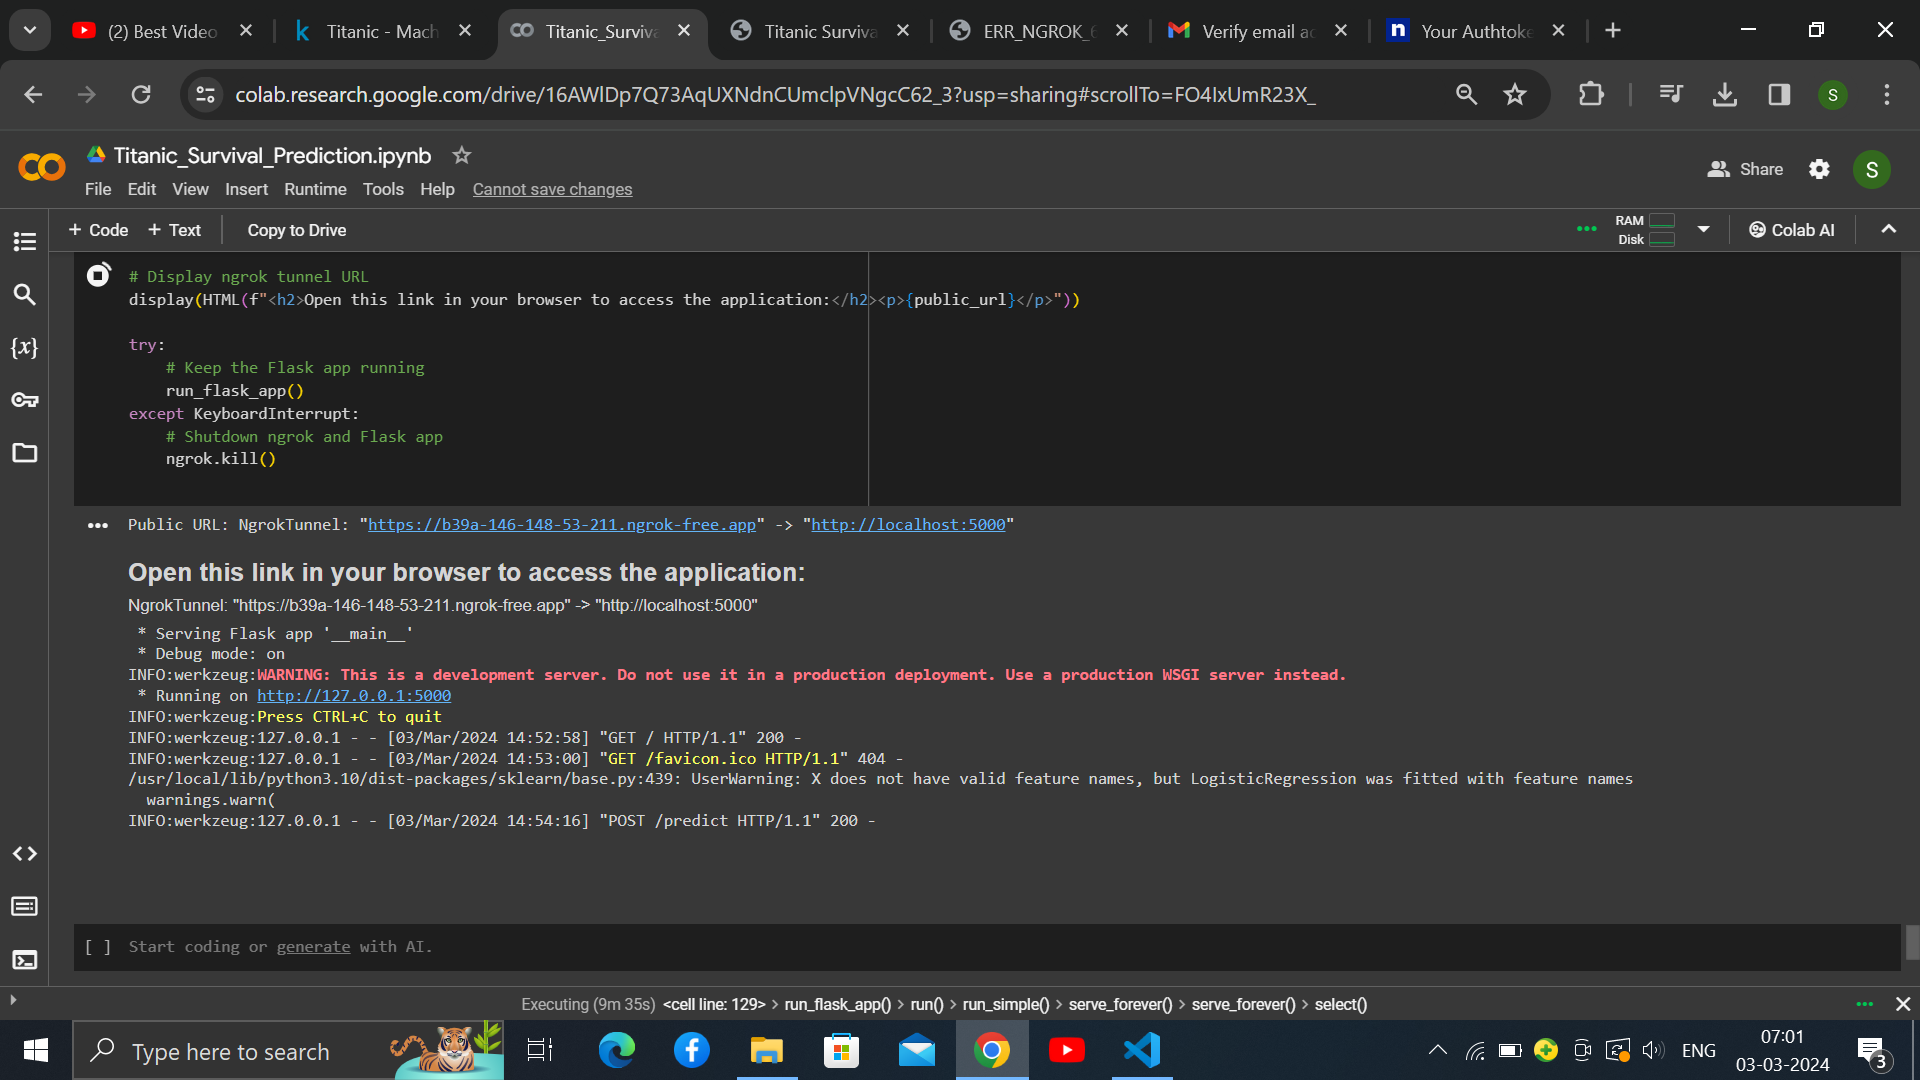 (2) Best Video
Titanic - Mach
Titanic_Surviva
Titanic Surviva
ERR_NGROK_6
Verify email ad
Your Authtoke
colab.research.google.com/drive/16AWlDp7Q73AqUXNdnCUmclpVNgcC62_3?usp=sharing#scrollTo=FO4IxUmR23X_
S
Titanic_Survival_Prediction.ipynb
File Edit View Insert Runtime Tools Help Cannot save changes
Share
S
+ Code + Text Copy to Drive
RAM
Disk
Colab AI
# Display ngrok tunnel URL
display(HTML(f"<h2>Open this link in your browser to access the application:</h2><p>{public_url}</p>"))
try:
    # Keep the Flask app running
    run_flask_app()
except KeyboardInterrupt:
    # Shutdown ngrok and Flask app
    ngrok.kill()
Public URL: NgrokTunnel: "https://b39a-146-148-53-211.ngrok-free.app" -> "http://localhost:5000"
Open this link in your browser to access the application:
NgrokTunnel: "https://b39a-146-148-53-211.ngrok-free.app" -> "http://localhost:5000"
 * Serving Flask app '__main__'
 * Debug mode: on
INFO:werkzeug:WARNING: This is a development server. Do not use it in a production deployment. Use a production WSGI server instead.
 * Running on http://127.0.0.1:5000
INFO:werkzeug:Press CTRL+C to quit
INFO:werkzeug:127.0.0.1 - - [03/Mar/2024 14:52:58] "GET / HTTP/1.1" 200 -
INFO:werkzeug:127.0.0.1 - - [03/Mar/2024 14:53:00] "GET /favicon.ico HTTP/1.1" 404 -
/usr/local/lib/python3.10/dist-packages/sklearn/base.py:439: UserWarning: X does not have valid feature names, but LogisticRegression was fitted with feature names
  warnings.warn(
INFO:werkzeug:127.0.0.1 - - [03/Mar/2024 14:54:16] "POST /predict HTTP/1.1" 200 -
[ ] Start coding or generate with AI.
Executing (9m 35s) <cell line: 129> > run_flask_app() > run() > run_simple() > serve_forever() > serve_forever() > select()
Type here to search
ENG
07:01
03-03-2024
3